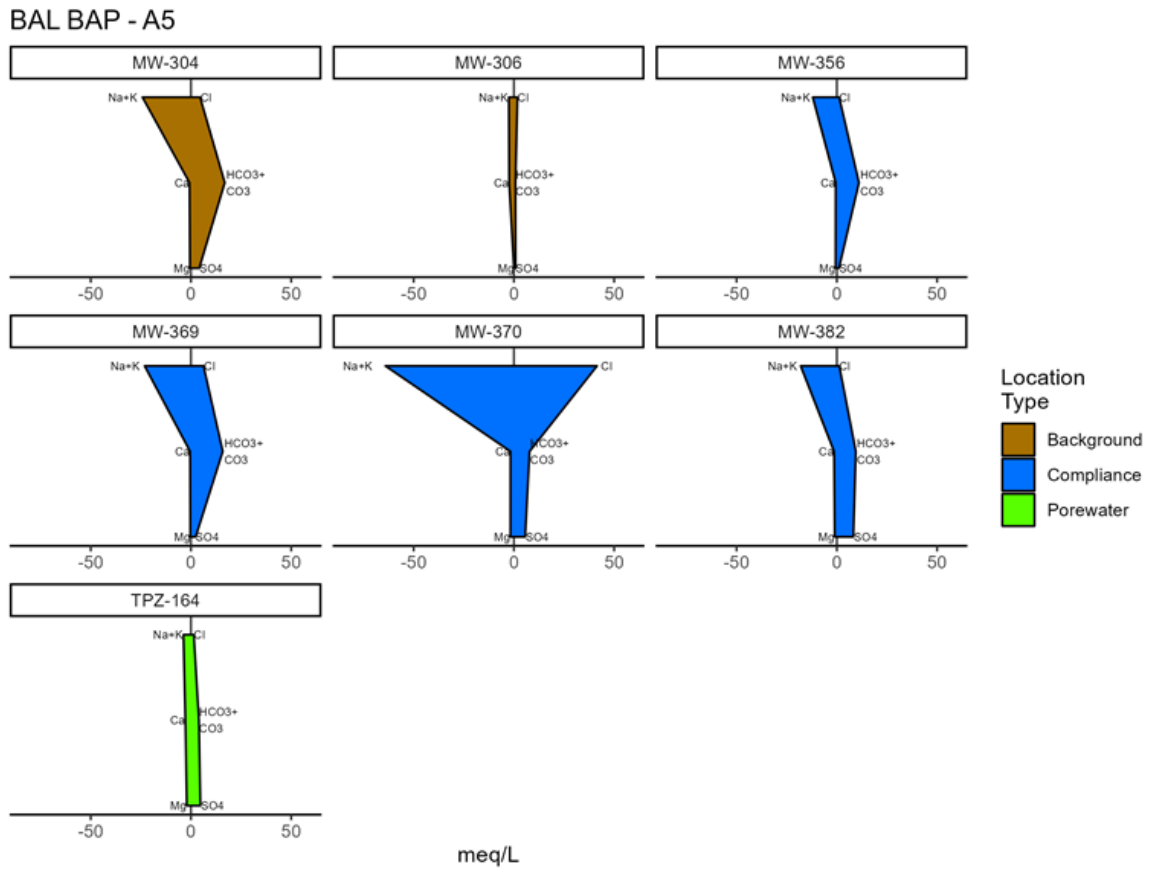 BAL BAP - A5
MW-304
MW-306
MW-356
Na+K Cl
Na+K Cl
Na+K Cl
Ca HCO3+
CO3
Ca HCO3+
CO3
Ca HCO3+
CO3
Mg SO4
Mg SO4
Mg SO4
-50 0 50
-50 0 50
-50 0 50
MW-369
MW-370
MW-382
Na+K Cl
Na+K Cl
Na+K Cl
Ca HCO3+
CO3
Ca HCO3+
CO3
Ca HCO3+
CO3
Mg SO4
Mg SO4
Mg SO4
-50 0 50
-50 0 50
-50 0 50
Location
Type
Background
Compliance
Porewater
TPZ-164
Na+K Cl
Ca HCO3+
CO3
Mg SO4
-50 0 50
meq/L